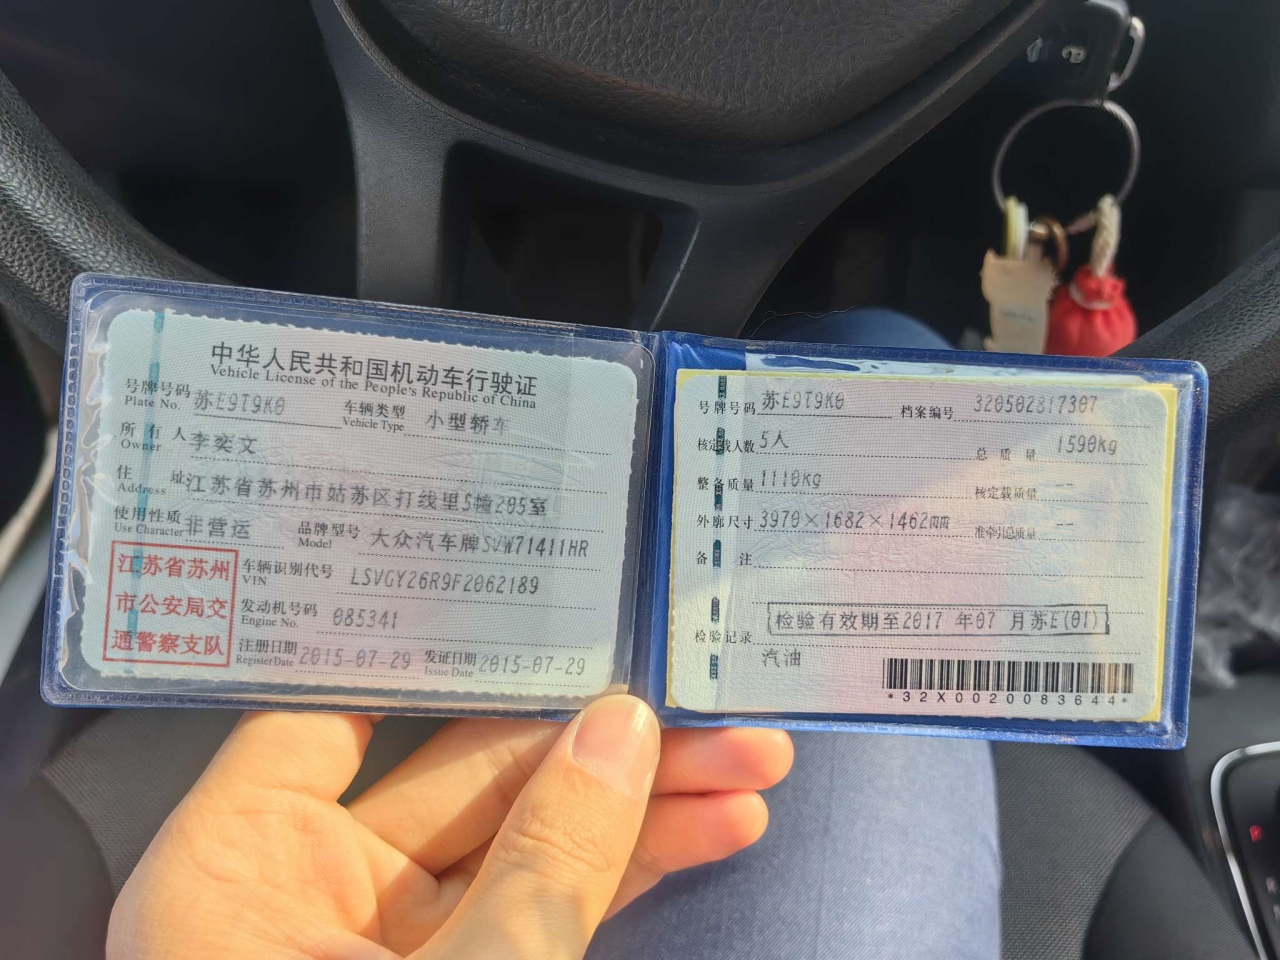 中华人民共和国机动车行驶证
Vehicle License of the People's Republic of China
号牌号码 苏E9T9K0 车辆类型 小型轿车
Plate No. Vehicle Type
所有人 李奕文
Owner
住址 江苏省苏州市姑苏区打线里5幢205室
Address
使用性质 非营运 品牌型号 大众汽车牌SVW71411HR
Use Character Model
江苏省苏州
市公安局交
通警察支队
车辆识别代号 LSVGY26R9F2062189
VIN
发动机号码 085341
Engine No.
注册日期 2015-07-29 发证日期 2015-07-29
Register Date Issue Date
号牌号码 苏E9T9K0 档案编号 320502817307
核定载人数 5人 总质量 1590kg
整备质量 1110kg 核定载质量 --
外廓尺寸 3970×1682×1462mm 准牵引总质量 --
备注
检验有效期至2017年07月苏E(01)
检验记录
汽油
*32X0020083644*